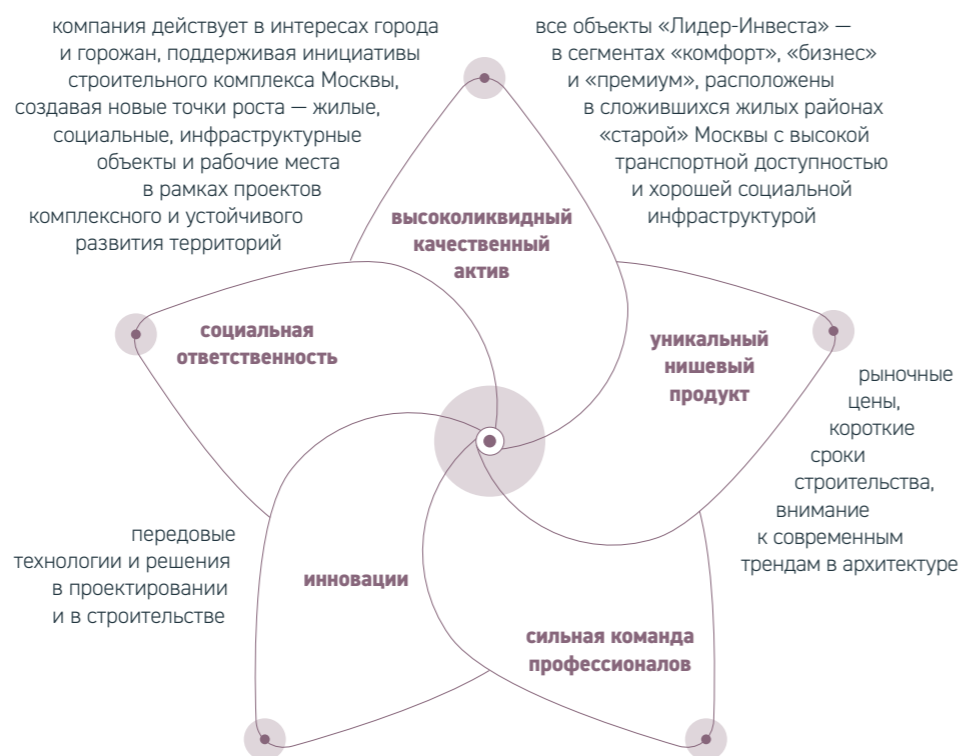 компания действует в интересах города
и горожан, поддерживая инициативы
строительного комплекса Москвы,
создавая новые точки роста — жилые,
социальные, инфраструктурные
объекты и рабочие места
в рамках проектов
комплексного и устойчивого
развития территорий
все объекты «Лидер-Инвеста» —
в сегментах «комфорт», «бизнес»
и «премиум», расположены
в сложившихся жилых районах
«старой» Москвы с высокой
транспортной доступностью
и хорошей социальной
инфраструктурой
высоколиквидный
качественный
актив
социальная
ответственность
уникальный
нишевый
продукт
рыночные
цены,
короткие
сроки
строительства,
внимание
к современным
трендам в архитектуре
передовые
технологии и решения
в проектировании
и в строительстве
инновации
сильная команда
профессионалов